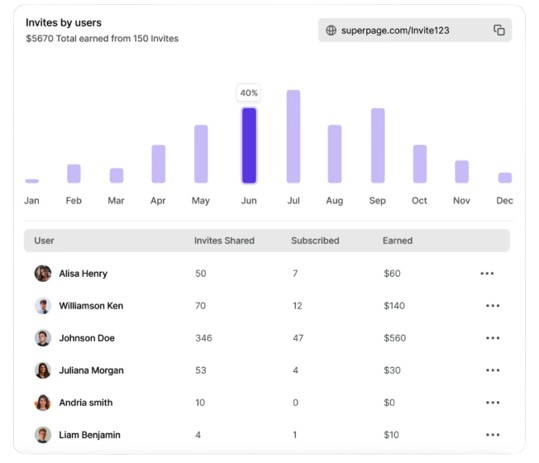 Invites by users
$5670 Total earned from 150 Invites
superpage.com/Invite123
40%
Jan Feb Mar Apr May Jun Jul Aug Sep Oct Nov Dec
User Invites Shared Subscribed Earned
Alisa Henry 50 7 $60
Williamson Ken 70 12 $140
Johnson Doe 346 47 $560
Juliana Morgan 53 4 $30
Andria smith 10 0 $0
Liam Benjamin 4 1 $10